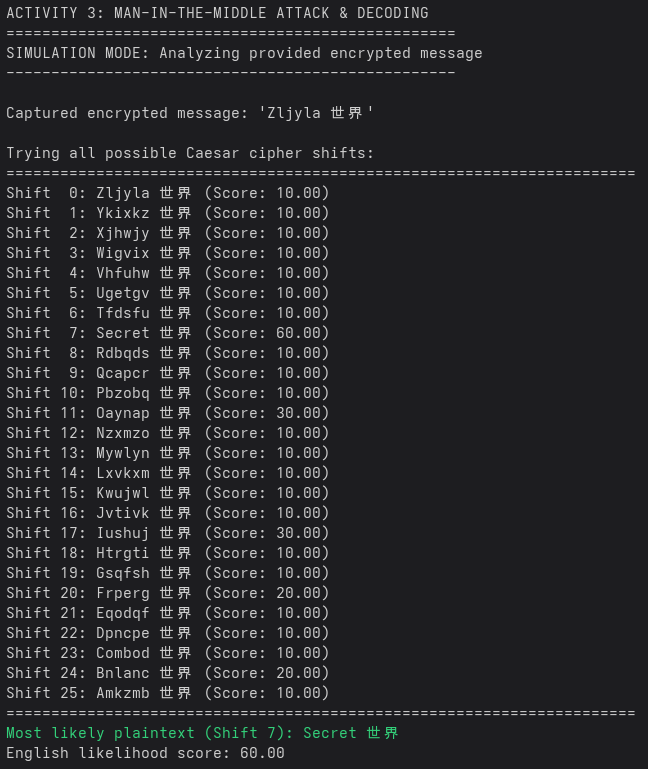 ACTIVITY 3: MAN-IN-THE-MIDDLE ATTACK & DECODING
==================================================
SIMULATION MODE: Analyzing provided encrypted message
--------------------------------------------------
Captured encrypted message: 'Zljyla 世界'
Trying all possible Caesar cipher shifts:
======================================================================
Shift  0: Zljyla 世界 (Score: 10.00)
Shift  1: Ykixkz 世界 (Score: 10.00)
Shift  2: Xjhwjy 世界 (Score: 10.00)
Shift  3: Wigvix 世界 (Score: 10.00)
Shift  4: Vhfuhw 世界 (Score: 10.00)
Shift  5: Ugetgv 世界 (Score: 10.00)
Shift  6: Tfdsfu 世界 (Score: 10.00)
Shift  7: Secret 世界 (Score: 60.00)
Shift  8: Rdbqds 世界 (Score: 10.00)
Shift  9: Qcapcr 世界 (Score: 10.00)
Shift 10: Pbzobq 世界 (Score: 10.00)
Shift 11: Oaynap 世界 (Score: 30.00)
Shift 12: Nzxmzo 世界 (Score: 10.00)
Shift 13: Mywlyn 世界 (Score: 10.00)
Shift 14: Lxvkxm 世界 (Score: 10.00)
Shift 15: Kwujwl 世界 (Score: 10.00)
Shift 16: Jvtivk 世界 (Score: 10.00)
Shift 17: Iushuj 世界 (Score: 30.00)
Shift 18: Htrgti 世界 (Score: 10.00)
Shift 19: Gsqfsh 世界 (Score: 10.00)
Shift 20: Frperg 世界 (Score: 20.00)
Shift 21: Eqodqf 世界 (Score: 10.00)
Shift 22: Dpncpe 世界 (Score: 10.00)
Shift 23: Combod 世界 (Score: 10.00)
Shift 24: Bnlanc 世界 (Score: 20.00)
Shift 25: Amkzmb 世界 (Score: 10.00)
======================================================================
Most likely plaintext (Shift 7): Secret 世界
English likelihood score: 60.00